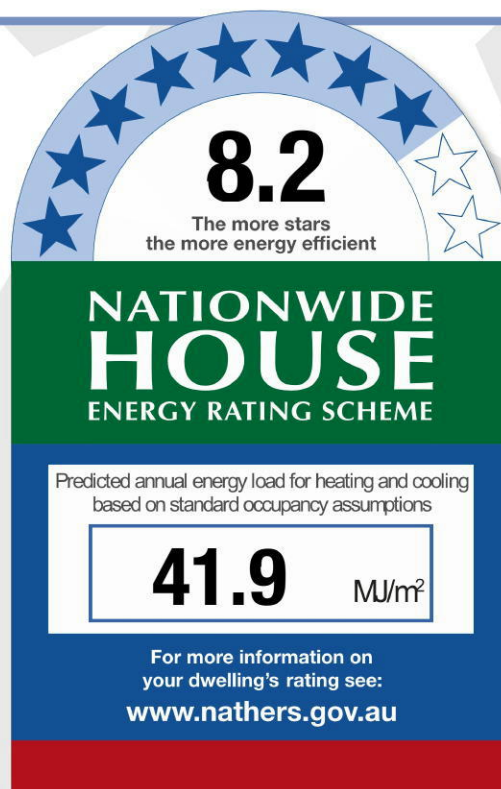 8.2
The more stars
the more energy efficient
NATIONWIDE
HOUSE
ENERGY RATING SCHEME
Predicted annual energy load for heating and cooling
based on standard occupancy assumptions
41.9 MJ/m²
For more information on
your dwelling's rating see:
www.nathers.gov.au